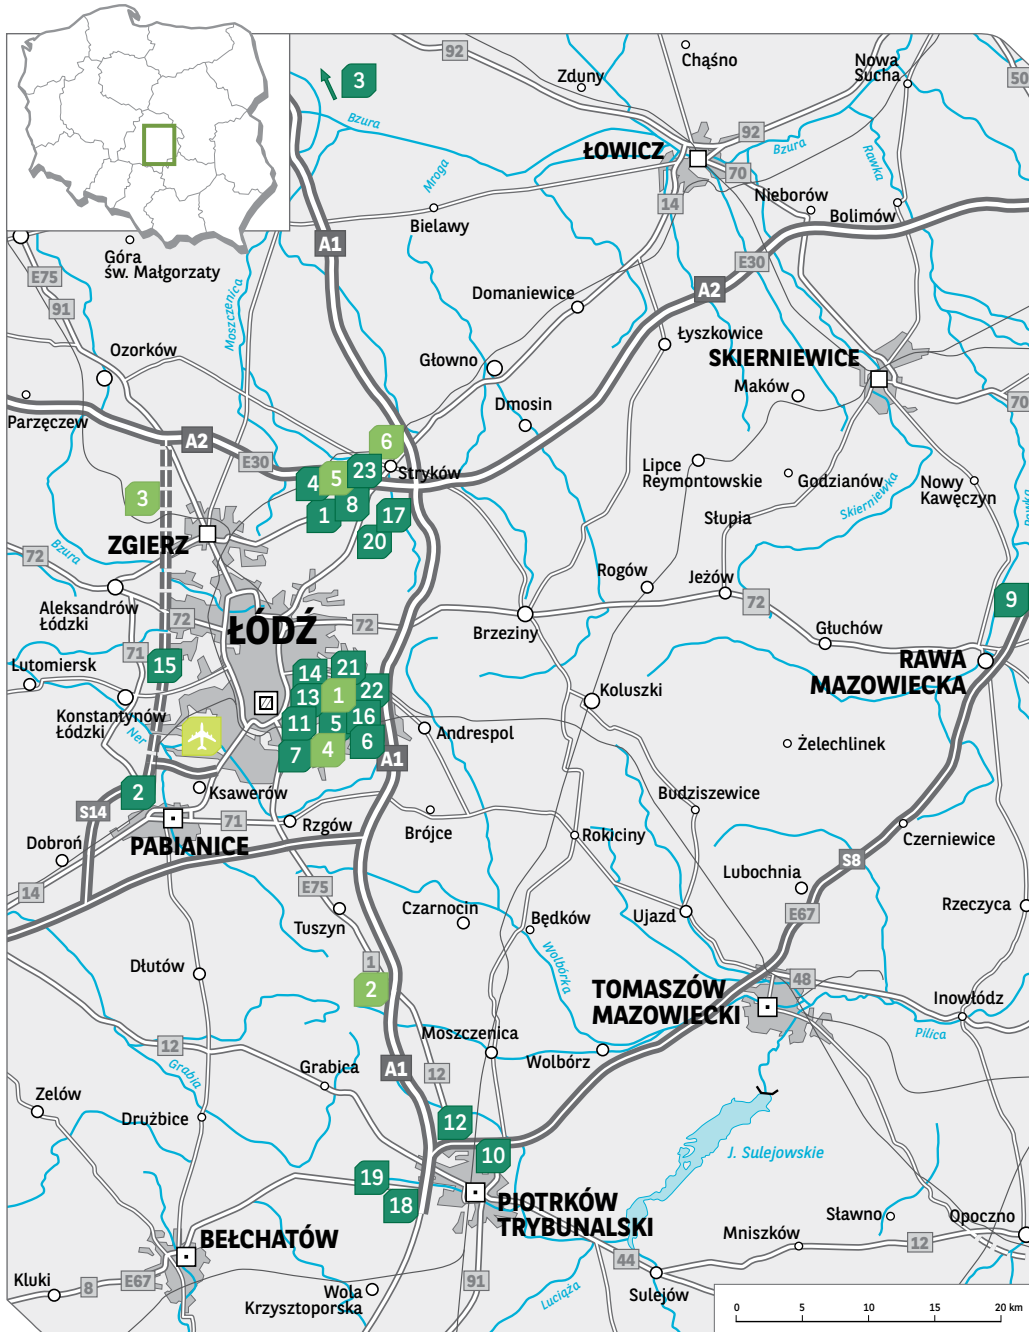 92
Chąśno
Nowa
Sucha
Zduny
50
3
Bzura
92
Bzura
ŁOWICZ
Mroga
Rawka
70
Nieborów
14
Bolimów
Bielawy
Góra
św. Małgorzaty
A1
E30
E75
91
Moszczenica
Domaniewice
A2
Łyszkowice
Ozorków
Głowno
SKIERNIEWICE
Maków
Parzęczew
Dmosin
70
A2
6
E30
Stryków
4
5
23
Lipce
Reymontowskie
Godzianów
Nowy
Kawęczyn
3
1
8
17
Skierniewka
Rawka
Słupia
ZGIERZ
20
Bzura
72
Rogów
Jeżów
72
9
Aleksandrów
Łódzki
72
ŁÓDŹ
72
Brzeziny
Głuchów
71
Lutomiersk
15
14
21
RAWA
MAZOWIECKA
13
1
22
Koluszki
Konstantynów
Łódzki
11
5
16
Andrespol
Ner
7
4
6
A1
Żelechlinek
2
Ksawerów
Budziszewice
S14
71
Rzgów
Brójce
Rokiciny
Czerniewice
Dobroń
PABIANICE
S8
14
E75
Lubochnia
Czarnocin
Będków
Ujazd
E67
Rzeczyca
Tuszyn
1
Wolbórka
Dłutów
2
TOMASZÓW
MAZOWIECKI
48
Inowłódz
Moszczenica
Pilica
12
Wolbórz
Grabia
Grabica
A1
12
Zelów
Drużbice
12
10
J. Sulejowskie
19
18
PIOTRKÓW
TRYBUNALSKI
Sławno
Opoczno
BEŁCHATÓW
Mniszków
12
44
Kluki
8
E67
91
Wola
Krzysztoporska
Luciąża
Sulejów
0
5
10
15
20 km